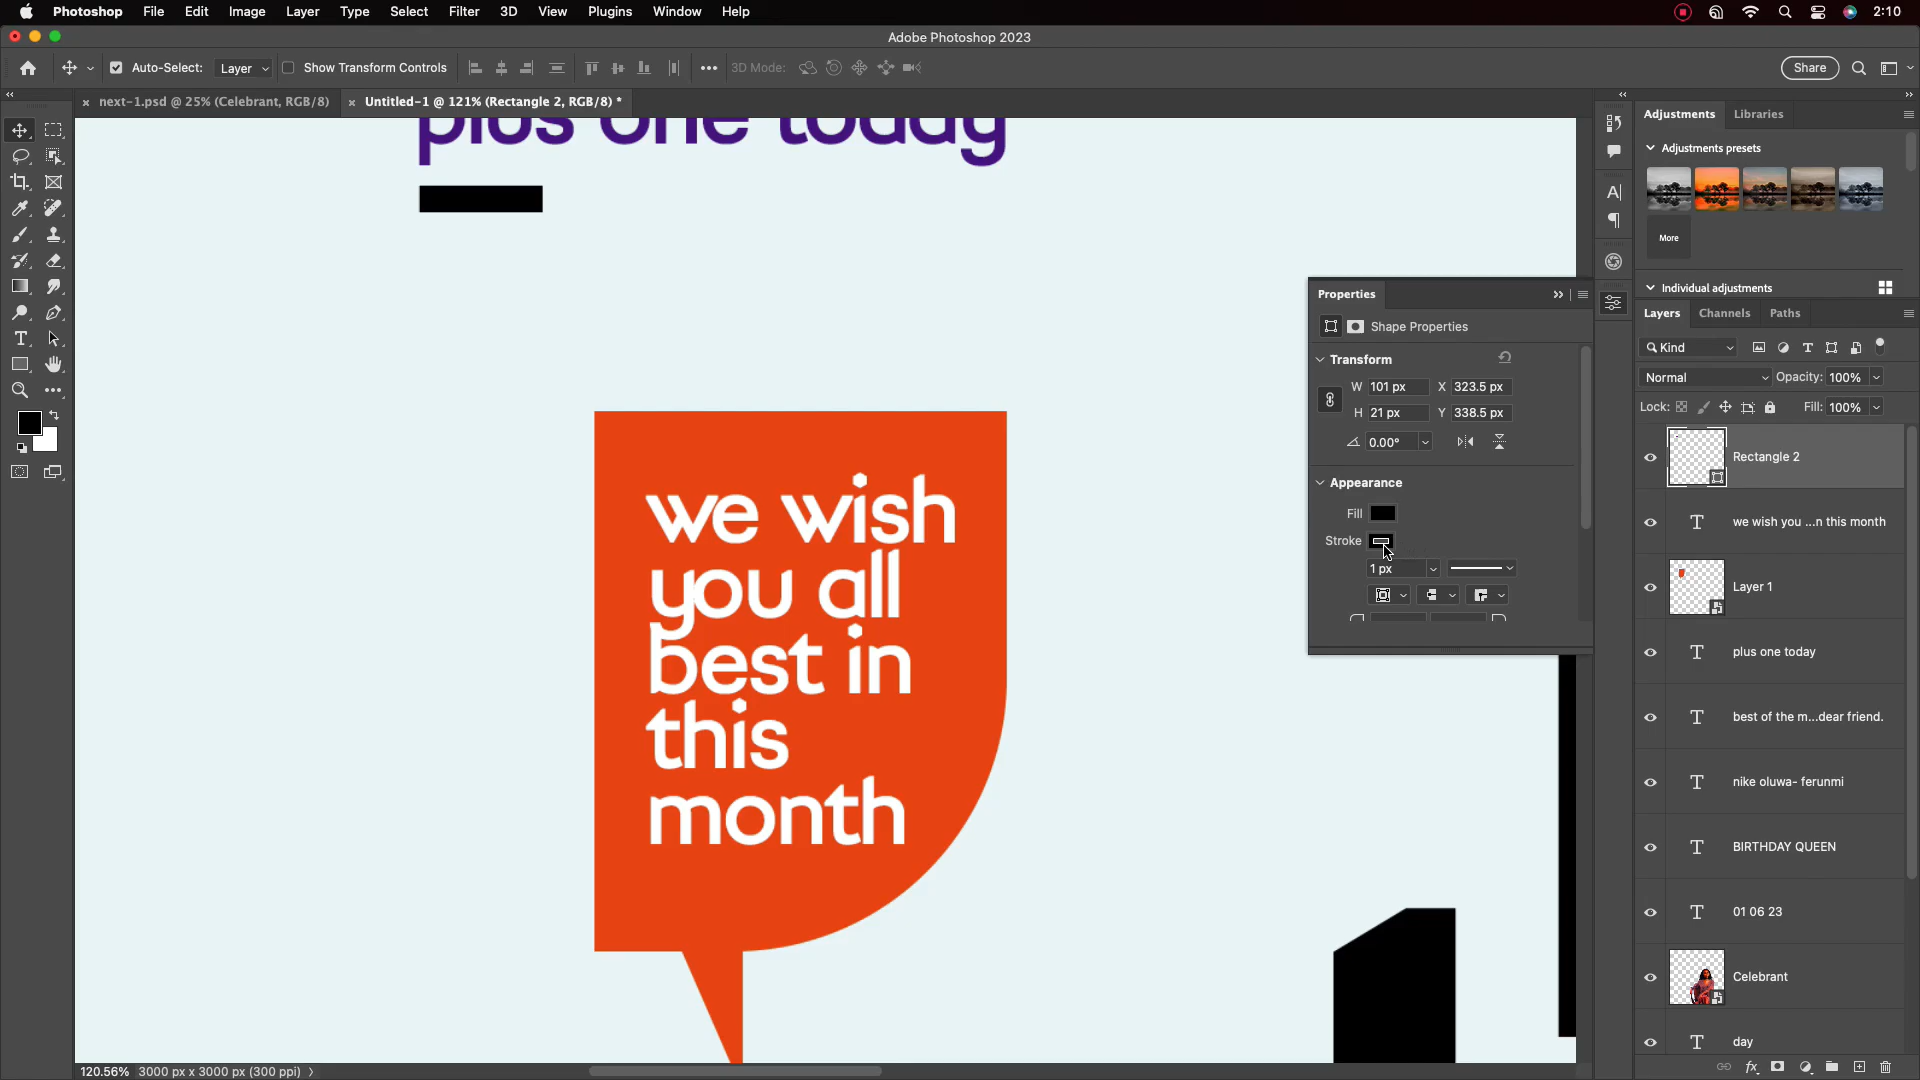 Photoshop File Edit Image Layer Type Select Filter 3D View Plugins Window Help 2:10
Adobe Photoshop 2023
Auto-Select: Layer Show Transform Controls 3D Mode: Share
next-1.psd @ 25% (Celebrant, RGB/8) Untitled-1 @ 121% (Rectangle 2, RGB/8) *
plus one today
we wish
you all
best in
this
month
1
120.56% 3000 px x 3000 px (300 ppi)
Properties
Shape Properties
Transform
W 101 px X 323.5 px
H 21 px Y 338.5 px
0.00°
Appearance
Fill
Stroke
1 px
Adjustments Libraries
Adjustments presets
More
Individual adjustments
Layers Channels Paths
Kind
Normal Opacity: 100%
Lock: Fill: 100%
Rectangle 2
we wish you ...n this month
Layer 1
plus one today
best of the m...dear friend.
nike oluwa- ferunmi
BIRTHDAY QUEEN
01 06 23
Celebrant
day